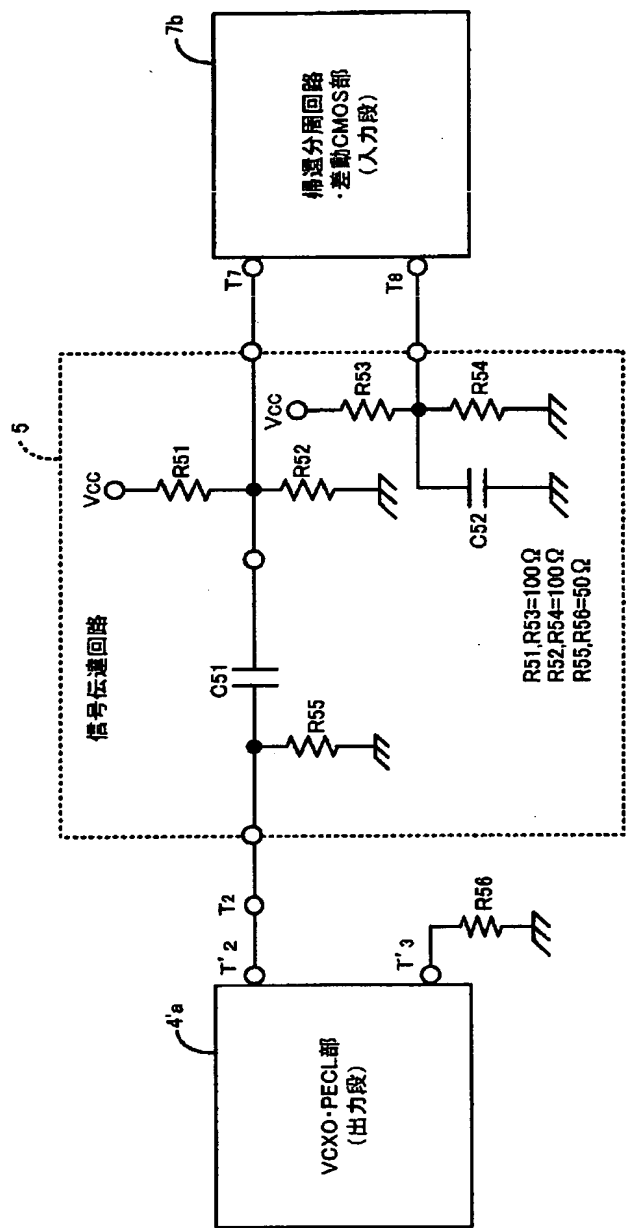 4'a
VCXO・PECL部
(出力段)
T'2
T2
T'3
R56
5
信号伝達回路
R55
C51
Vcc
R51
R52
Vcc
R53
R54
C52
R51,R53=100Ω
R52,R54=100Ω
R55,R56=50Ω
T7
T8
7b
帰還分周回路
・差動CMOS部
(入力段)